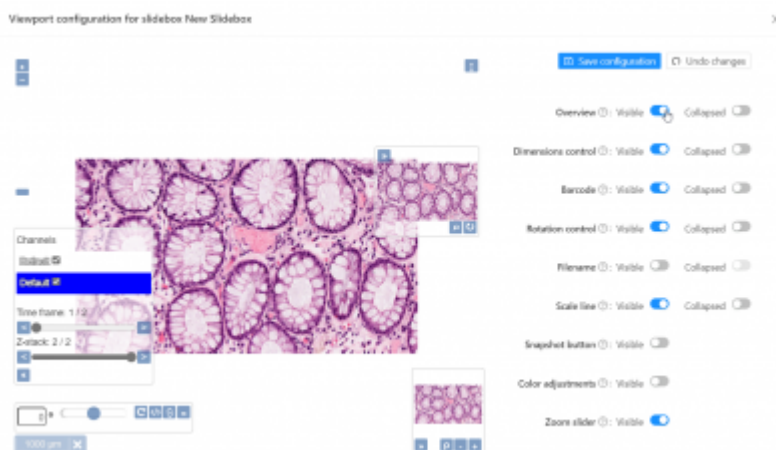 Viewport configuration for slidebox New Slidebox
Save configuration
Undo changes
Overview : Visible Collapsed
Dimensions control : Visible Collapsed
Barcode : Visible Collapsed
Rotation control : Visible Collapsed
Filename : Visible Collapsed
Scale line : Visible Collapsed
Snapshot button : Visible
Color adjustments : Visible
Zoom slider : Visible
Channels
Default
Default
Time frame: 1/2
Z-stack: 2/2
1000 μm